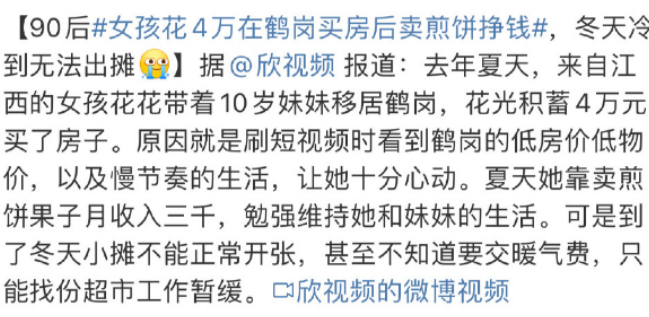 【90后#女孩花4万在鹤岗买房后卖煎饼挣钱#，冬天冷
到无法出摊😢】据@欣视频 报道：去年夏天，来自江
西的女孩花花带着10岁妹妹移居鹤岗，花光积蓄4万元
买了房子。原因就是刷短视频时看到鹤岗的低房价低物
价，以及慢节奏的生活，让她十分心动。夏天她靠卖煎
饼果子月收入三千，勉强维持她和妹妹的生活。可是到
了冬天小摊不能正常开张，甚至不知道要交暖气费，只
能找份超市工作暂缓。欣视频的微博视频